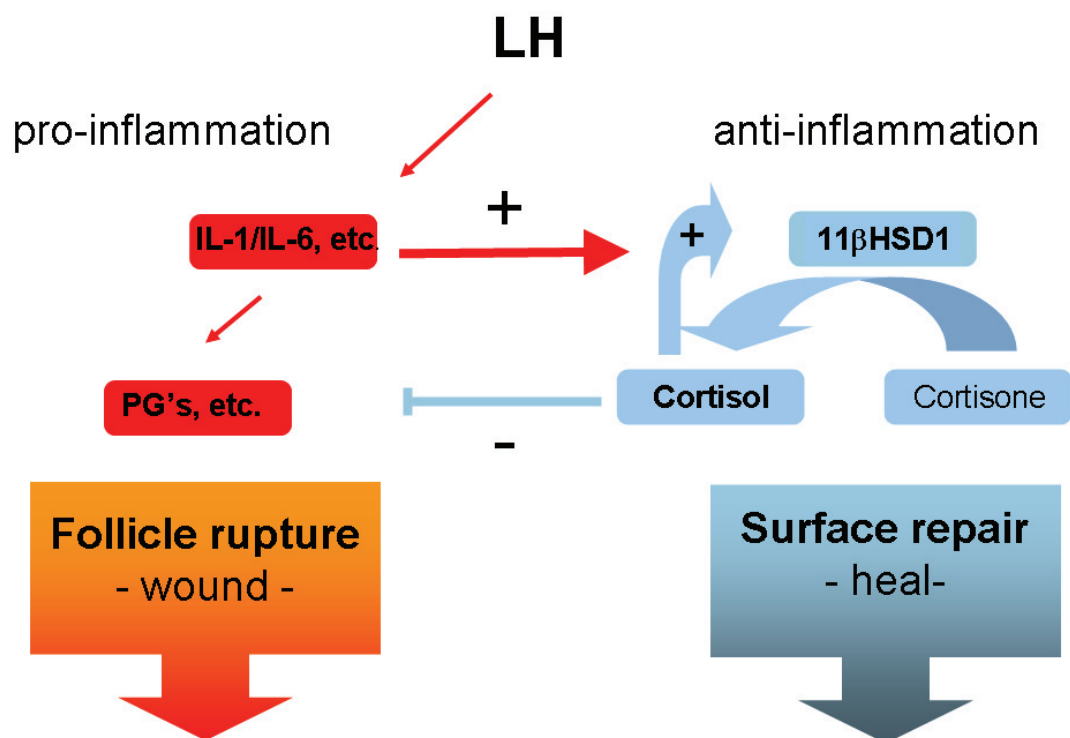 LH
pro-inflammation
anti-inflammation
+
+
IL-1/IL-6, etc.
11βHSD1
PG's, etc.
Cortisol
Cortisone
-
Follicle rupture
- wound -
Surface repair
- heal-